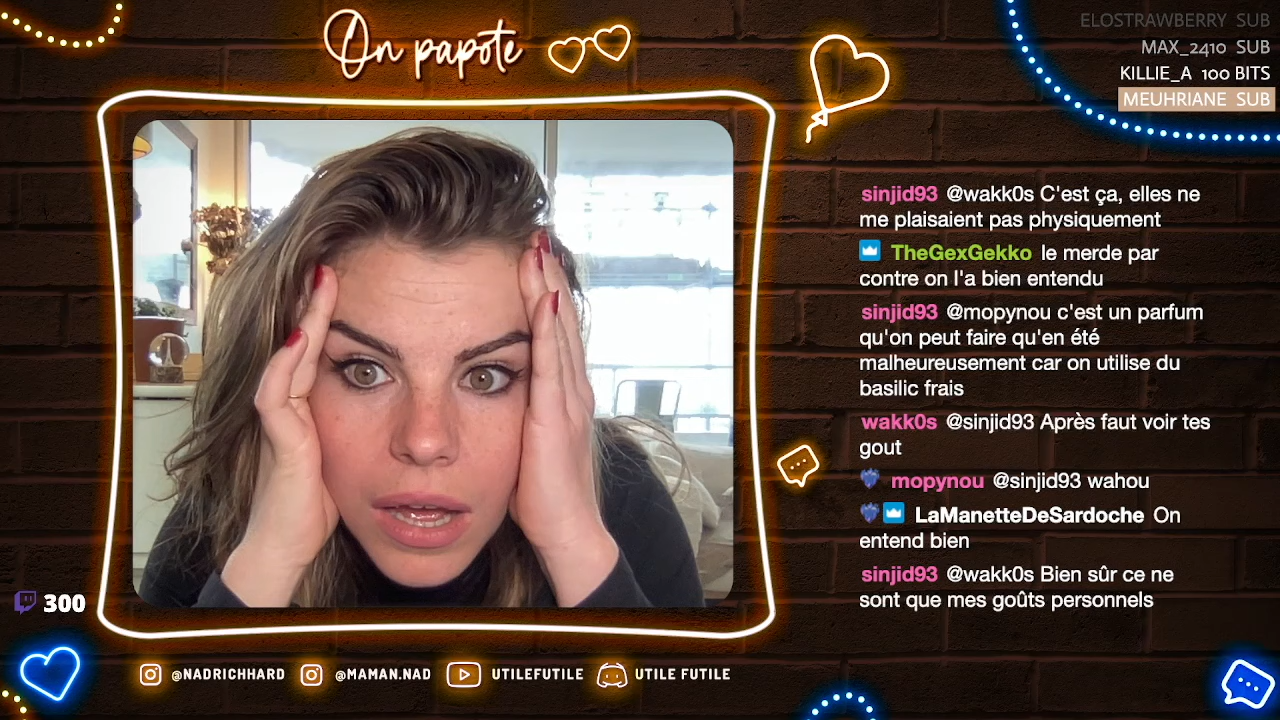 On papote
ELOSTRAWBERRY SUB
MAX_2410 SUB
KILLIE_A 100 BITS
MEUHRIANE SUB
sinjid93 @wakk0s C'est ça, elles ne
me plaisaient pas physiquement
TheGexGekko le merde par
contre on l'a bien entendu
sinjid93 @mopynou c'est un parfum
qu'on peut faire qu'en été
malheureusement car on utilise du
basilic frais
wakk0s @sinjid93 Après faut voir tes
gout
mopynou @sinjid93 wahou
LaManetteDeSardoche On
entend bien
sinjid93 @wakk0s Bien sûr ce ne
sont que mes goûts personnels
300
@NADRICHHARD @MAMAN.NAD UTILEFUTILE UTILE FUTILE